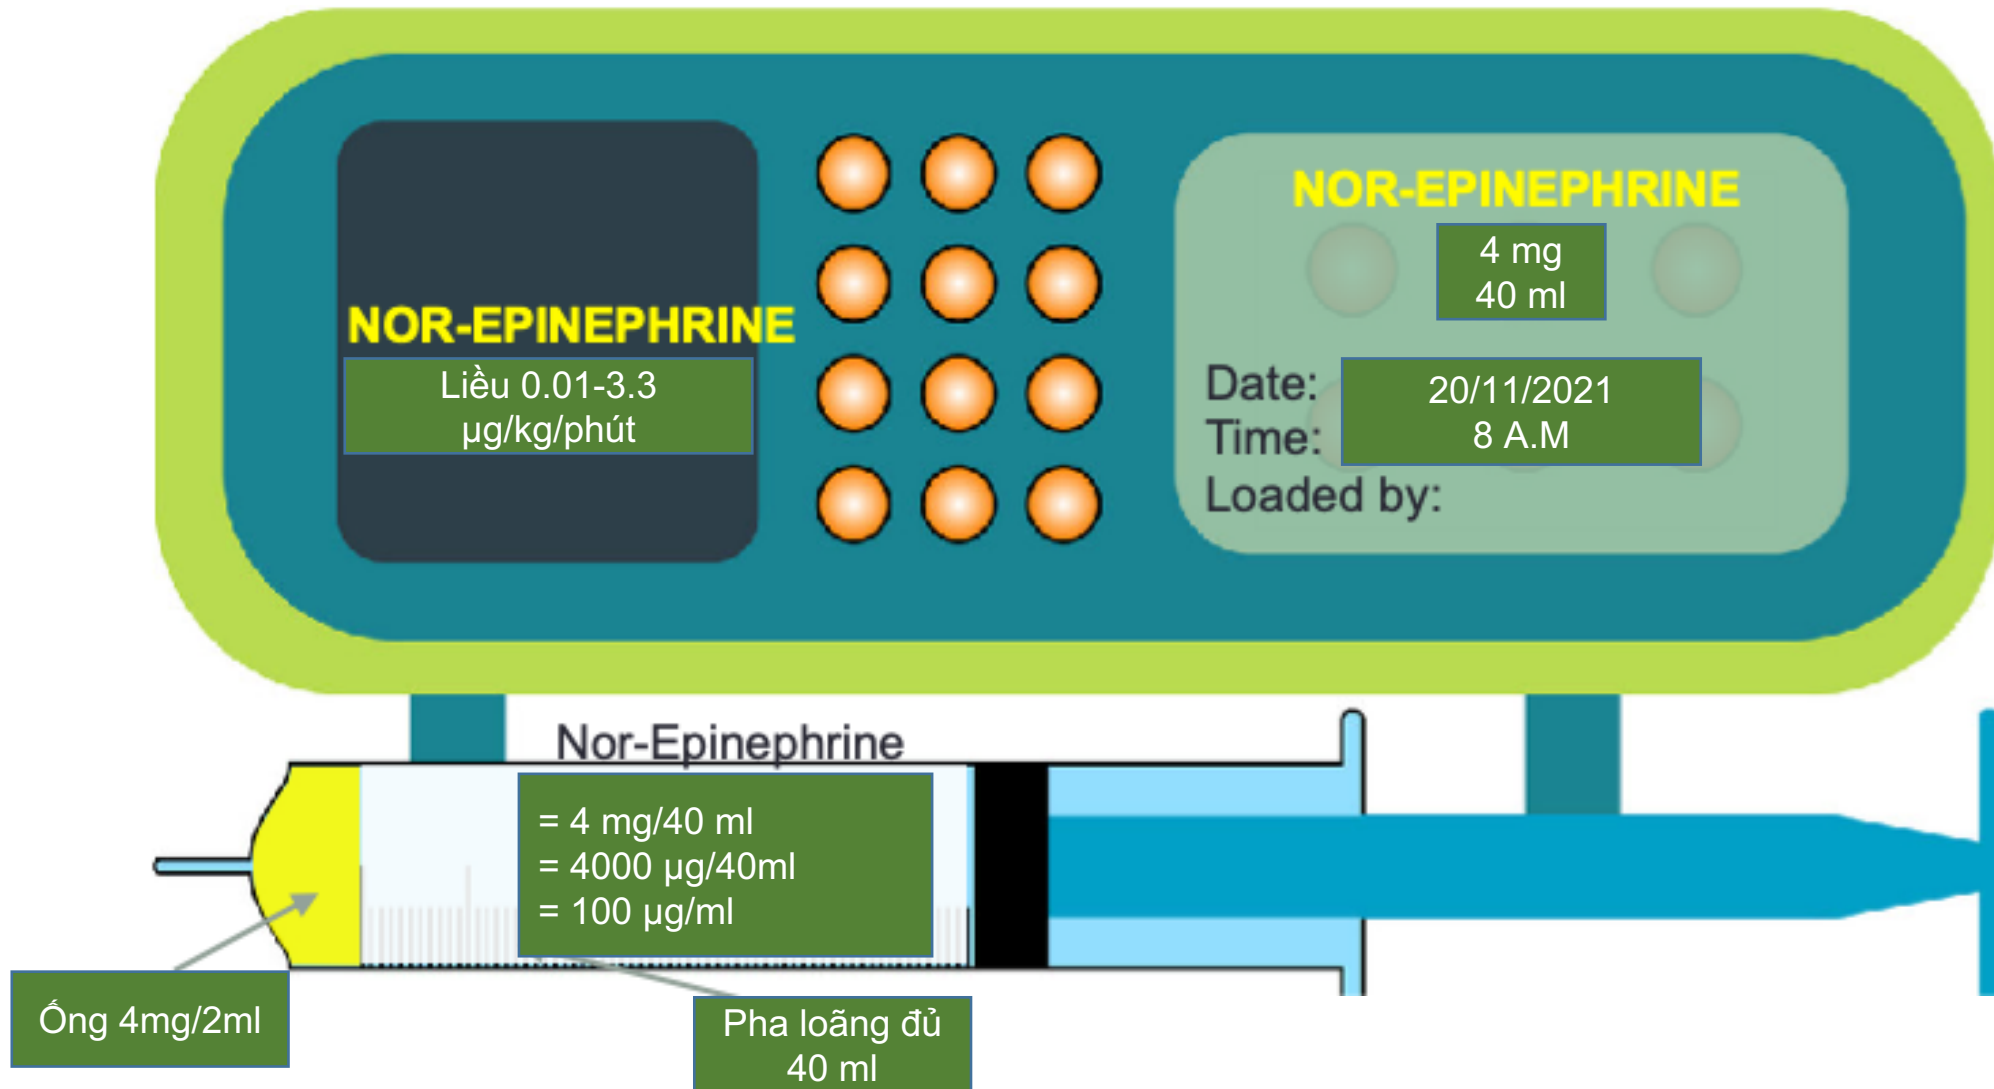 NOR-EPINEPHRINE
Liều 0.01-3.3
µg/kg/phút
NOR-EPINEPHRINE
4 mg
40 ml
Date: 20/11/2021
Time: 8 A.M
Loaded by:
Nor-Epinephrine
= 4 mg/40 ml
= 4000 µg/40ml
= 100 µg/ml
Ống 4mg/2ml
Pha loãng đủ
40 ml